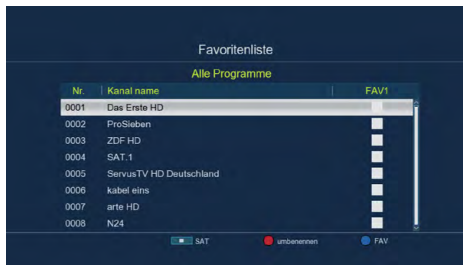 Favoritenliste
Alle Programme
Nr. Kanal name FAV1
0001 Das Erste HD
0002 ProSieben
0003 ZDF HD
0004 SAT.1
0005 ServusTV HD Deutschland
0006 kabel eins
0007 arte HD
0008 N24
SAT umbenennen FAV